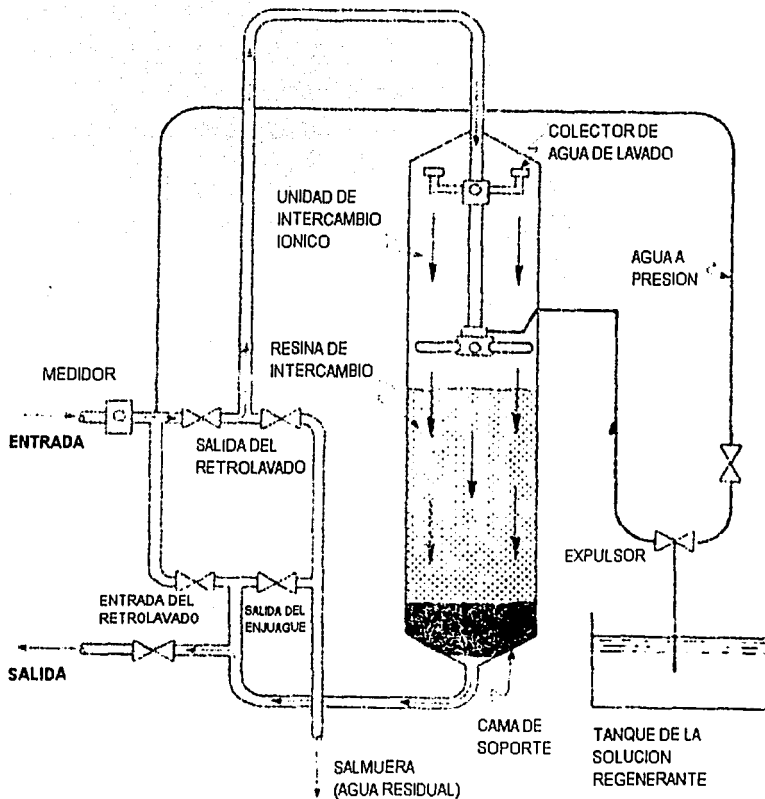 COLECTOR DE
AGUA DE LAVADO
UNIDAD DE
INTERCAMBIO
IONICO
AGUA A
PRESION
RESINA DE
INTERCAMBIO
MEDIDOR
ENTRADA
SALIDA DEL
RETROLAVADO
EXPULSOR
ENTRADA DEL
RETROLAVADO
SALIDA DEL
ENJUAGUE
SALIDA
CAMA DE
SOPORTE
TANQUE DE LA
SOLUCION
REGENERANTE
SALMUERA
(AGUA RESIDUAL)